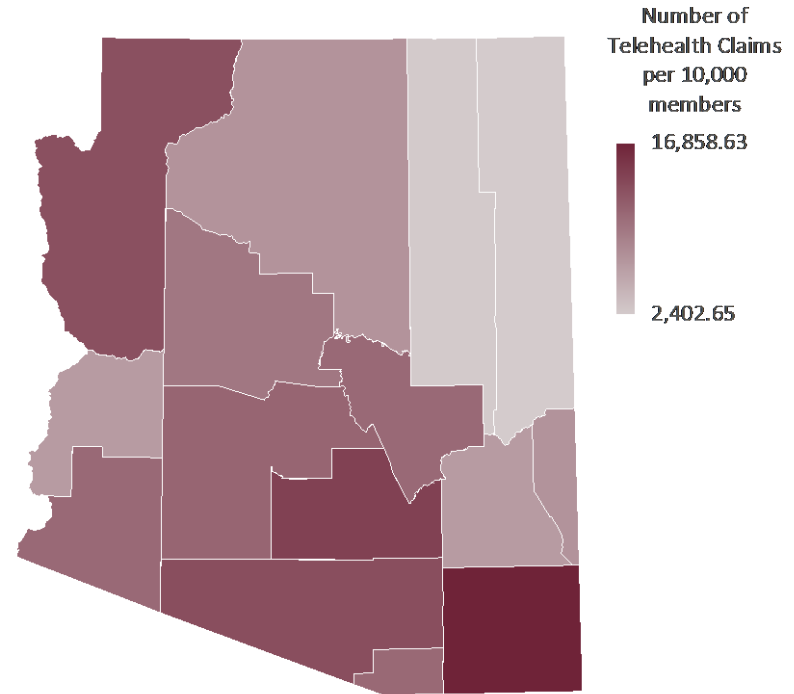 Number of
Telehealth Claims
per 10,000
members
16,858.63
2,402.65